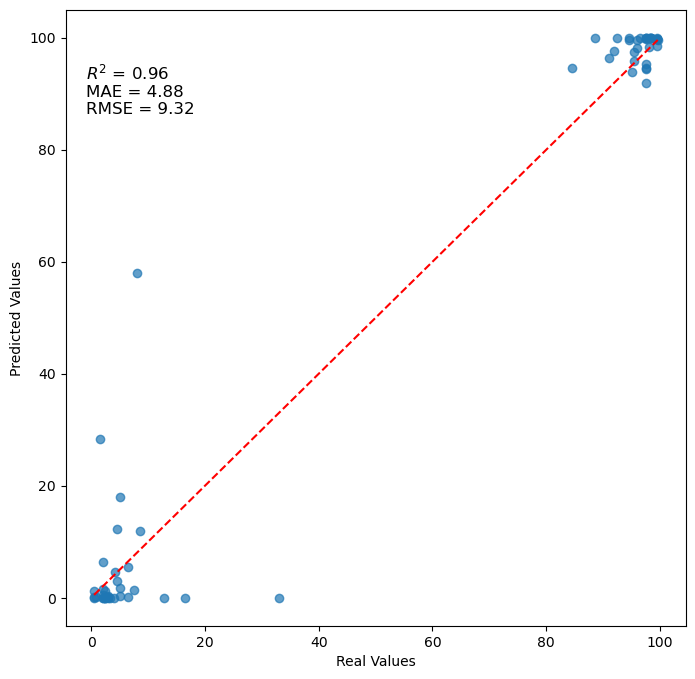 100
80
60
40
20
0
R² = 0.96
MAE = 4.88
RMSE = 9.32
Predicted Values
0 20 40 60 80 100
Real Values